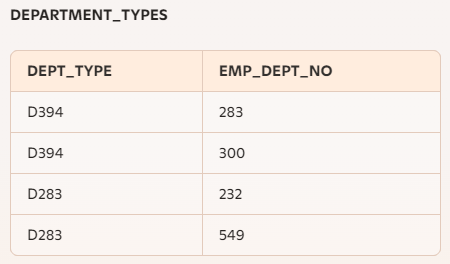 DEPARTMENT_TYPES
DEPT_TYPE EMP_DEPT_NO
D394 283
D394 300
D283 232
D283 549